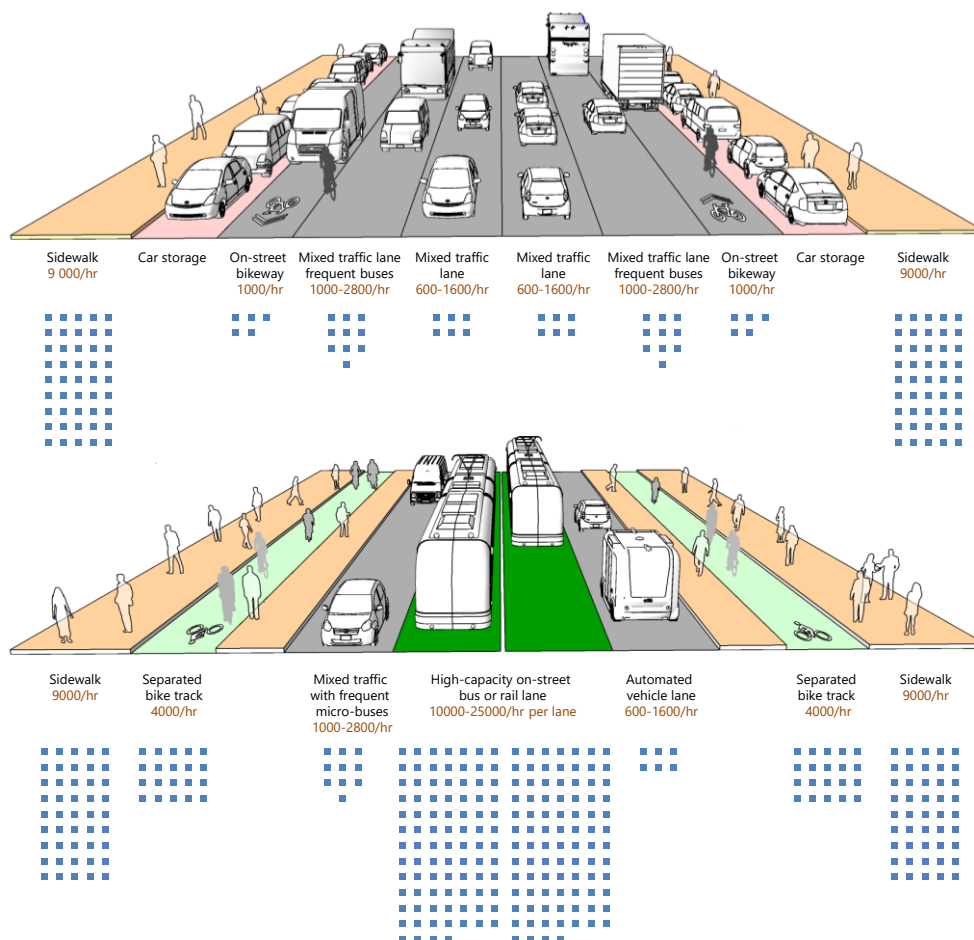 Sidewalk
9 000/hr
Car storage
On-street
bikeway
1000/hr
Mixed traffic lane
frequent buses
1000-2800/hr
Mixed traffic
lane
600-1600/hr
Mixed traffic
lane
600-1600/hr
Mixed traffic lane
frequent buses
1000-2800/hr
On-street
bikeway
1000/hr
Car storage
Sidewalk
9000/hr
Sidewalk
9000/hr
Separated
bike track
4000/hr
Mixed traffic
with frequent
micro-buses
1000-2800/hr
High-capacity on-street
bus or rail lane
10000-25000/hr per lane
Automated
vehicle lane
600-1600/hr
Separated
bike track
4000/hr
Sidewalk
9000/hr